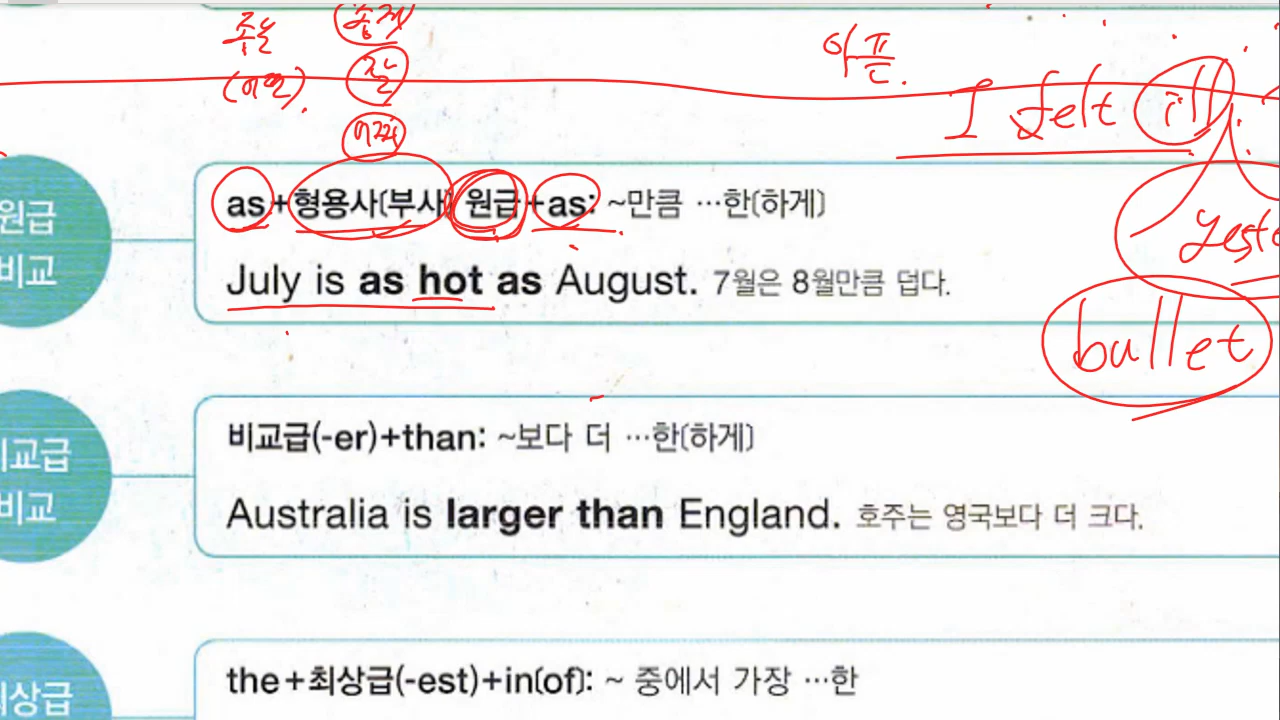 좋은
(어떤)
잘
어찌
아픈.
I felt ill
원급
비교
as+형용사(부사) 원급+as: ~만큼 …한(하게)
July is as hot as August. 7월은 8월만큼 덥다.
bullet
비교급
비교
비교급(-er)+than: ~보다 더 …한(하게)
Australia is larger than England. 호주는 영국보다 더 크다.
최상급
the+최상급(-est)+in(of): ~ 중에서 가장 …한